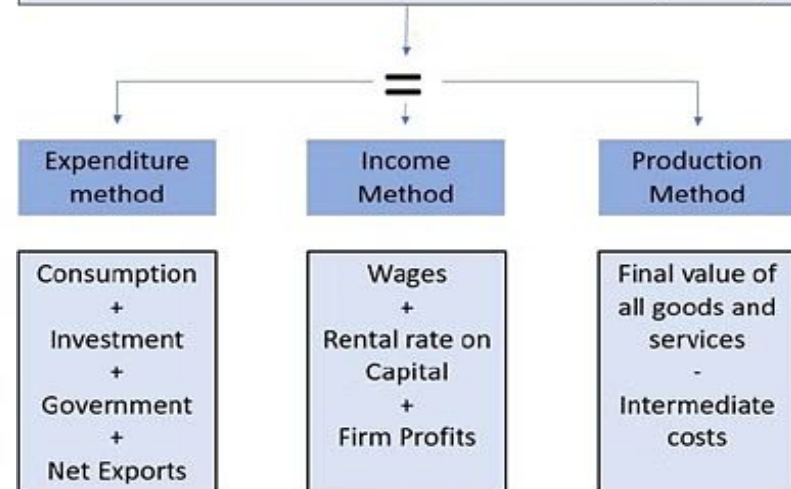 =
Expenditure
method
Income
Method
Production
Method
Consumption
+
Investment
+
Government
+
Net Exports
Wages
+
Rental rate on
Capital
+
Firm Profits
Final value of
all goods and
services
-
Intermediate
costs